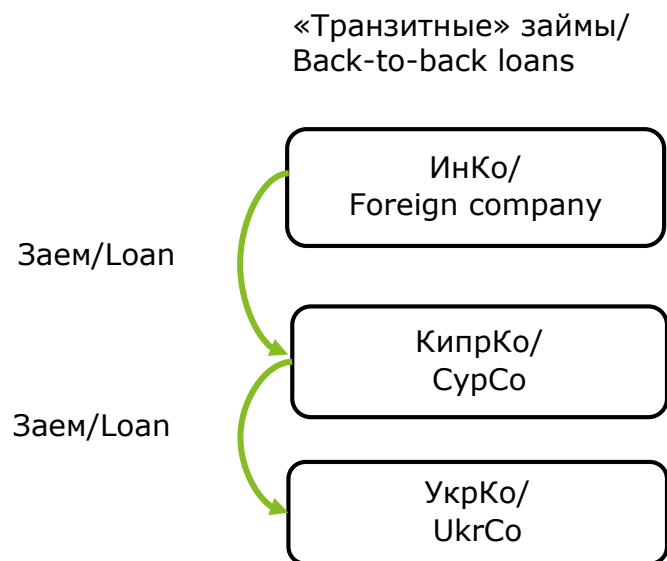 «Транзитные» займы/
Back-to-back loans
ИнКо/
Foreign company
Заем/Loan
КипрКо/
CypCo
Заем/Loan
УкрКо/
UkrCo